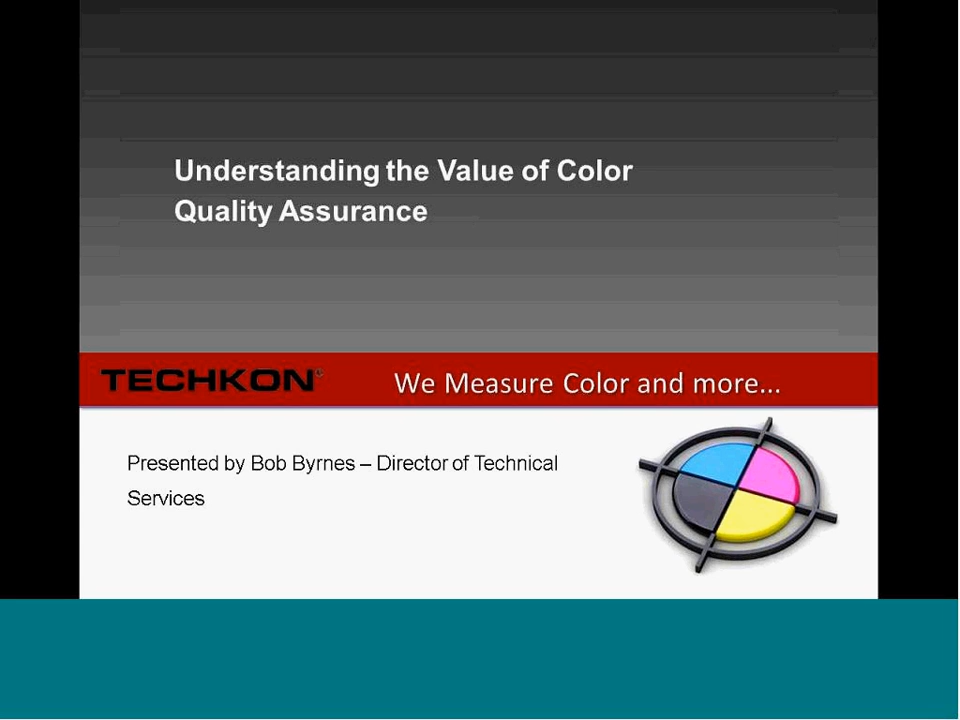 Understanding the Value of Color
Quality Assurance
TECHKON® We Measure Color and more...
Presented by Bob Byrnes – Director of Technical
Services